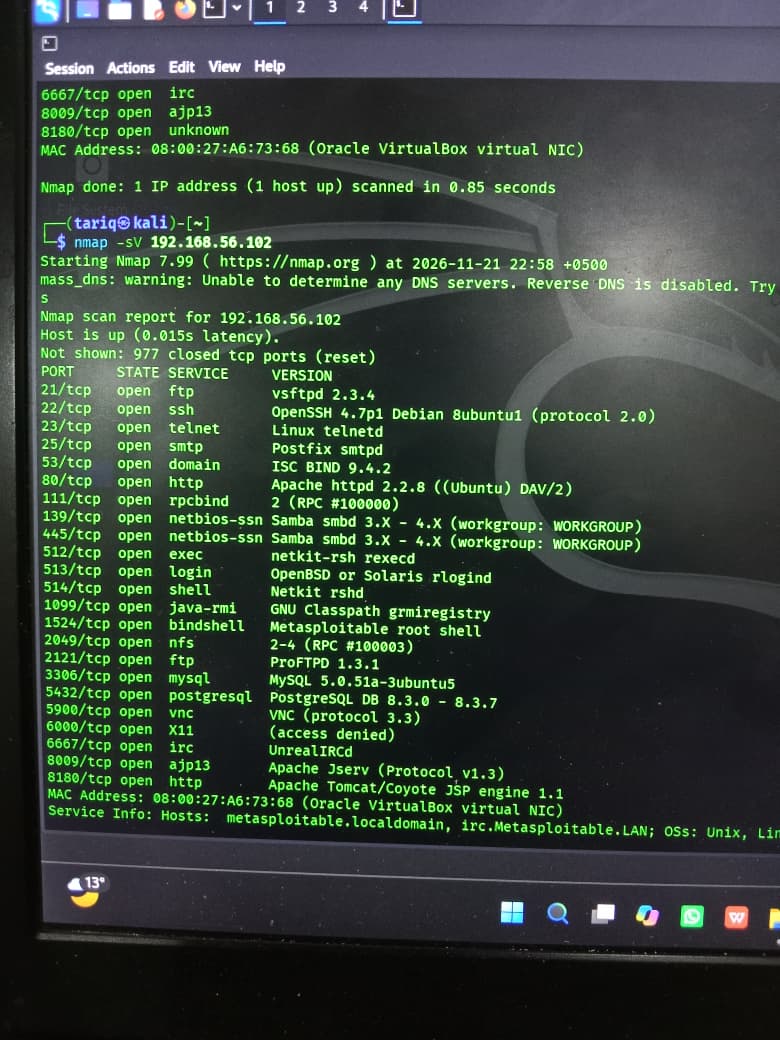 1 2 3 4
Session Actions Edit View Help
6667/tcp open irc
8009/tcp open ajp13
8180/tcp open unknown
MAC Address: 08:00:27:A6:73:68 (Oracle VirtualBox virtual NIC)
Nmap done: 1 IP address (1 host up) scanned in 0.85 seconds
(tariq㉿kali)-[~]
$ nmap -sV 192.168.56.102
Starting Nmap 7.99 ( https://nmap.org ) at 2026-11-21 22:58 +0500
mass_dns: warning: Unable to determine any DNS servers. Reverse DNS is disabled. Try
s
Nmap scan report for 192.168.56.102
Host is up (0.015s latency).
Not shown: 977 closed tcp ports (reset)
PORT STATE SERVICE VERSION
21/tcp open ftp vsftpd 2.3.4
22/tcp open ssh OpenSSH 4.7p1 Debian 8ubuntu1 (protocol 2.0)
23/tcp open telnet Linux telnetd
25/tcp open smtp Postfix smtpd
53/tcp open domain ISC BIND 9.4.2
80/tcp open http Apache httpd 2.2.8 ((Ubuntu) DAV/2)
111/tcp open rpcbind 2 (RPC #100000)
139/tcp open netbios-ssn Samba smbd 3.X - 4.X (workgroup: WORKGROUP)
445/tcp open netbios-ssn Samba smbd 3.X - 4.X (workgroup: WORKGROUP)
512/tcp open exec netkit-rsh rexecd
513/tcp open login OpenBSD or Solaris rlogind
514/tcp open shell Netkit rshd
1099/tcp open java-rmi GNU Classpath grmiregistry
1524/tcp open bindshell Metasploitable root shell
2049/tcp open nfs 2-4 (RPC #100003)
2121/tcp open ftp ProFTPD 1.3.1
3306/tcp open mysql MySQL 5.0.51a-3ubuntu5
5432/tcp open postgresql PostgreSQL DB 8.3.0 - 8.3.7
5900/tcp open vnc VNC (protocol 3.3)
6000/tcp open X11 (access denied)
6667/tcp open irc UnrealIRCd
8009/tcp open ajp13 Apache Jserv (Protocol v1.3)
8180/tcp open http Apache Tomcat/Coyote JSP engine 1.1
MAC Address: 08:00:27:A6:73:68 (Oracle VirtualBox virtual NIC)
Service Info: Hosts: metasploitable.localdomain, irc.Metasploitable.LAN; OSs: Unix, Lin
13°